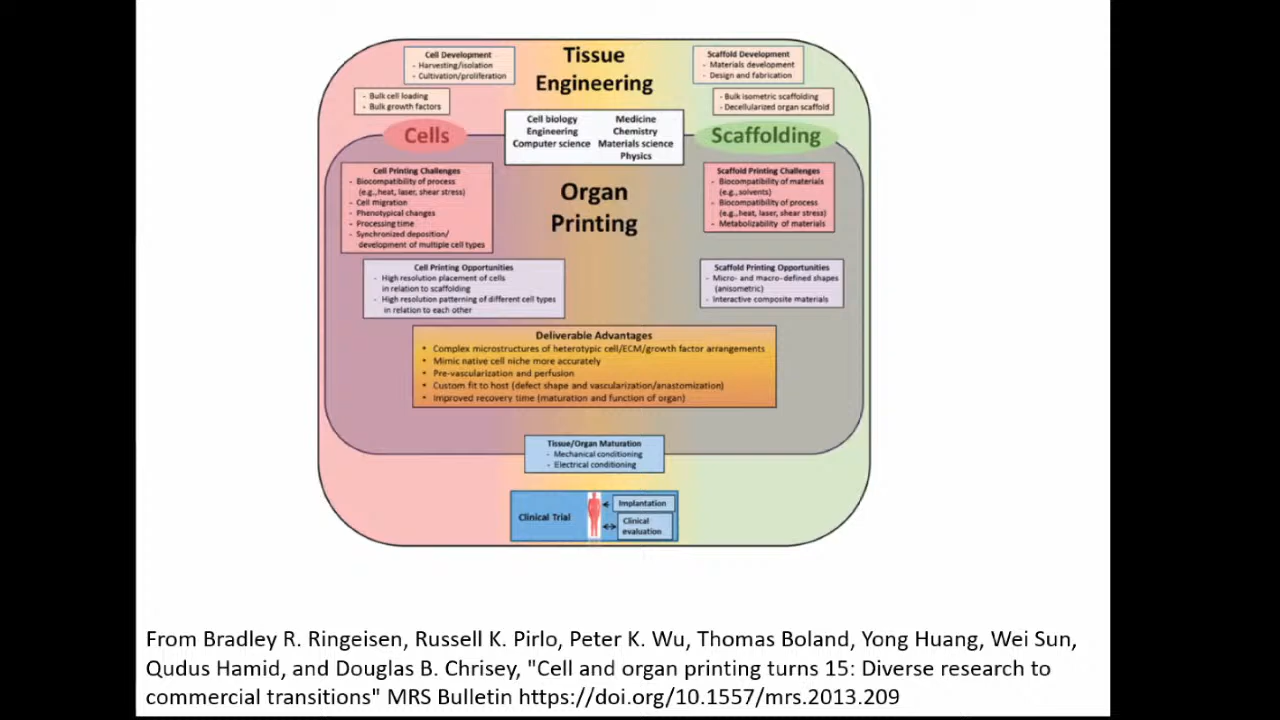 Tissue
Engineering
Cell Development
- Harvesting/isolation
- Cultivation/proliferation
- Bulk cell loading
- Bulk growth factors
Scaffold Development
- Materials development
- Design and fabrication
- Bulk isometric scaffolding
- Decellularized organ scaffold
Cells
Cell biology Medicine
Engineering Chemistry
Computer science Materials science
Physics
Scaffolding
Organ
Printing
Cell Printing Challenges
- Biocompatibility of process
(e.g.,heat, laser, shear stress)
- Cell migration
- Phenotypical changes
- Processing time
- Synchronized deposition/
development of multiple cell types
Scaffold Printing Challenges
- Biocompatibility of materials
(e.g., solvents)
- Biocompatibility of process
(e.g.,heat, laser, shear stress)
- Metabolizability of materials
Cell Printing Opportunities
- High resolution placement of cells
in relation to scaffolding
- High resolution patterning of different cell types
in relation to each other
Scaffold Printing Opportunities
- Micro- and macro-defined shapes
(anisometric)
- Interactive composite materials
Deliverable Advantages
• Complex microstructures of heterotypic cell/ECM/growth factor arrangements
• Mimic native cell niche more accurately
• Pre-vascularization and perfusion
• Custom fit to host (defect shape and vascularization/anastomization)
• Improved recovery time (maturation and function of organ)
Tissue/Organ Maturation
- Mechanical conditioning
- Electrical conditioning
Clinical Trial
Implantation
Clinical
evaluation
From Bradley R. Ringeisen, Russell K. Pirlo, Peter K. Wu, Thomas Boland, Yong Huang, Wei Sun,
Qudus Hamid, and Douglas B. Chrisey, "Cell and organ printing turns 15: Diverse research to
commercial transitions" MRS Bulletin https://doi.org/10.1557/mrs.2013.209